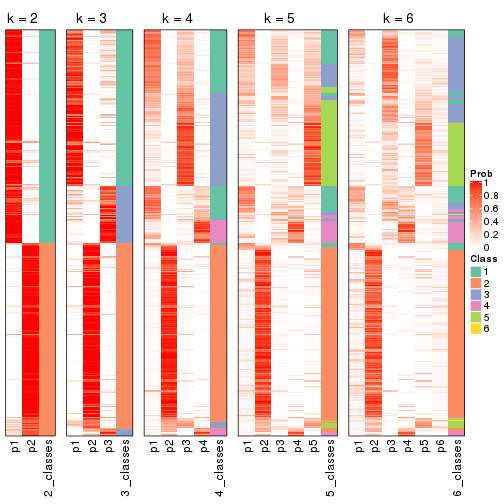 k = 2
k = 3
k = 4
k = 5
k = 6
p1
p2
2_classes
p1
p2
p3
3_classes
p1
p2
p3
p4
4_classes
p1
p2
p3
p4
p5
5_classes
p1
p2
p3
p4
p5
p6
6_classes
Prob
1
0.8
0.6
0.4
0.2
0
Class
1
2
3
4
5
6